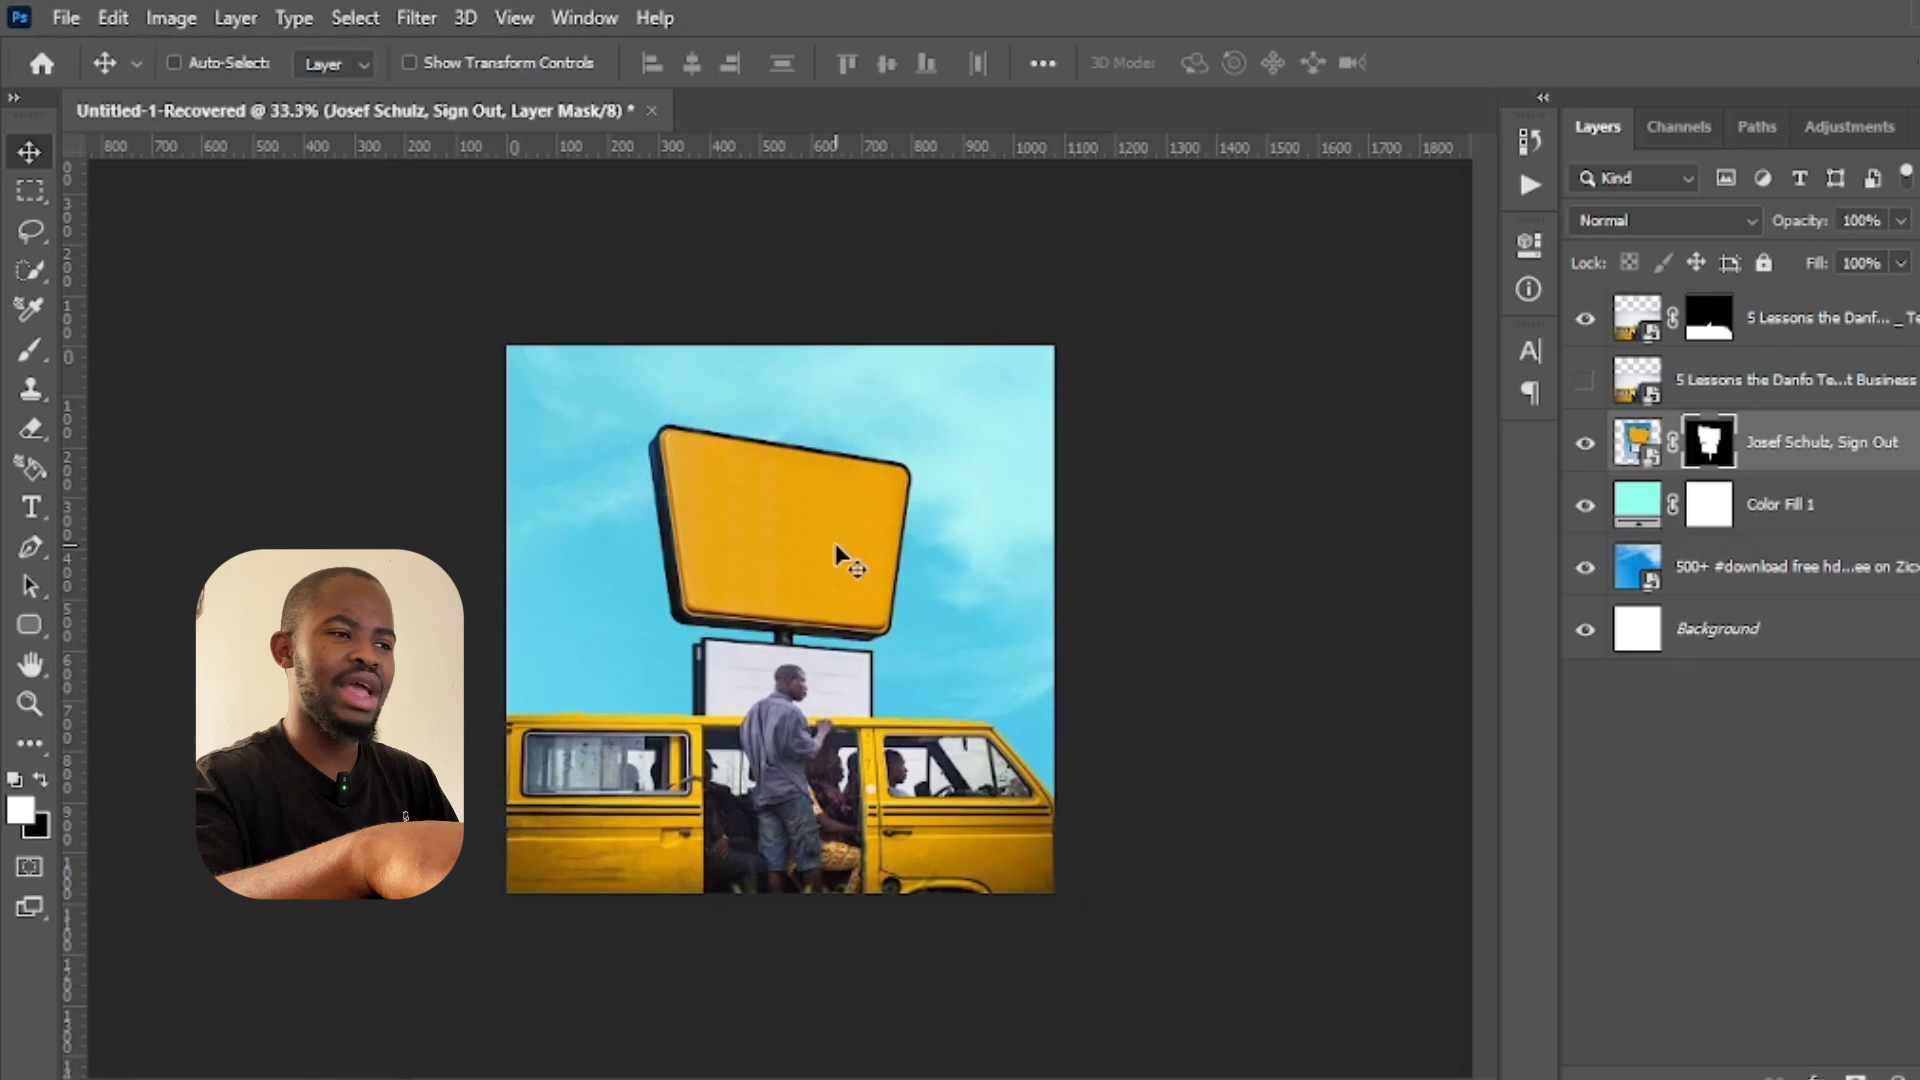 Ps File Edit Image Layer Type Select Filter 3D View Window Help
Auto-Select: Layer Show Transform Controls 3D Mode:
Untitled-1-Recovered @ 33.3% (Josef Schulz, Sign Out, Layer Mask/8) * ×
800 700 600 500 400 300 200 100 0 100 200 300 400 500 600 700 800 900 1000 1100 1200 1300 1400 1500 1600 1700 1800
Layers Channels Paths Adjustments
Kind
Normal Opacity: 100%
Lock: Fill: 100%
5 Lessons the Danf... _ Te
5 Lessons the Danfo Te...t Business
Josef Schulz, Sign Out
Color Fill 1
500+ #download free hd...ee on Zicx
Background